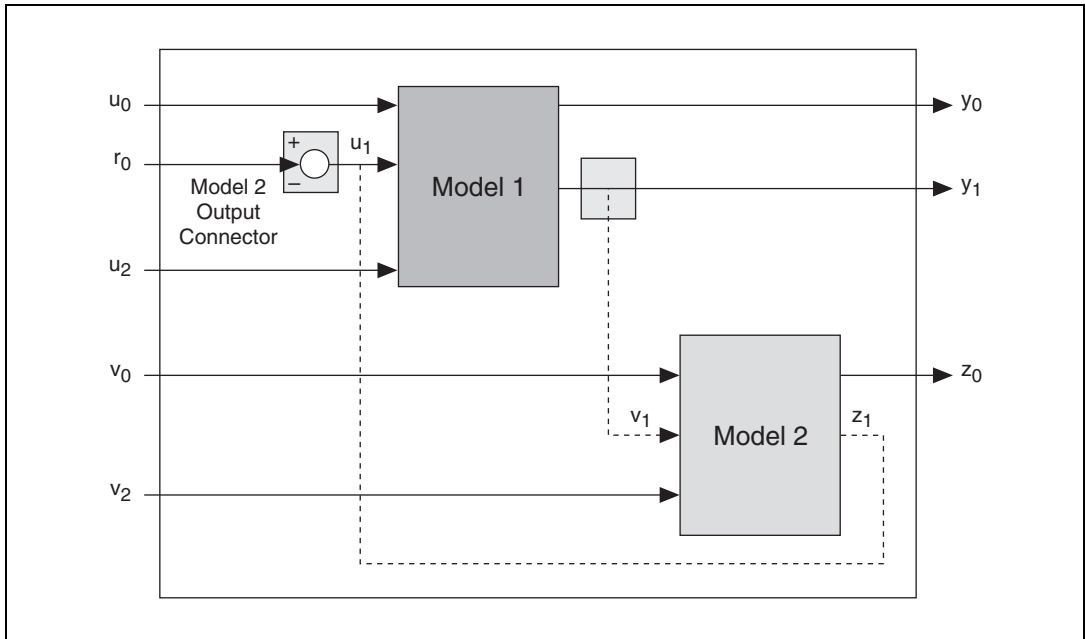 u0
y0
+
r0
u1
–
Model 2
Output
Connector
Model 1
y1
u2
v0
z0
v1
Model 2
z1
v2